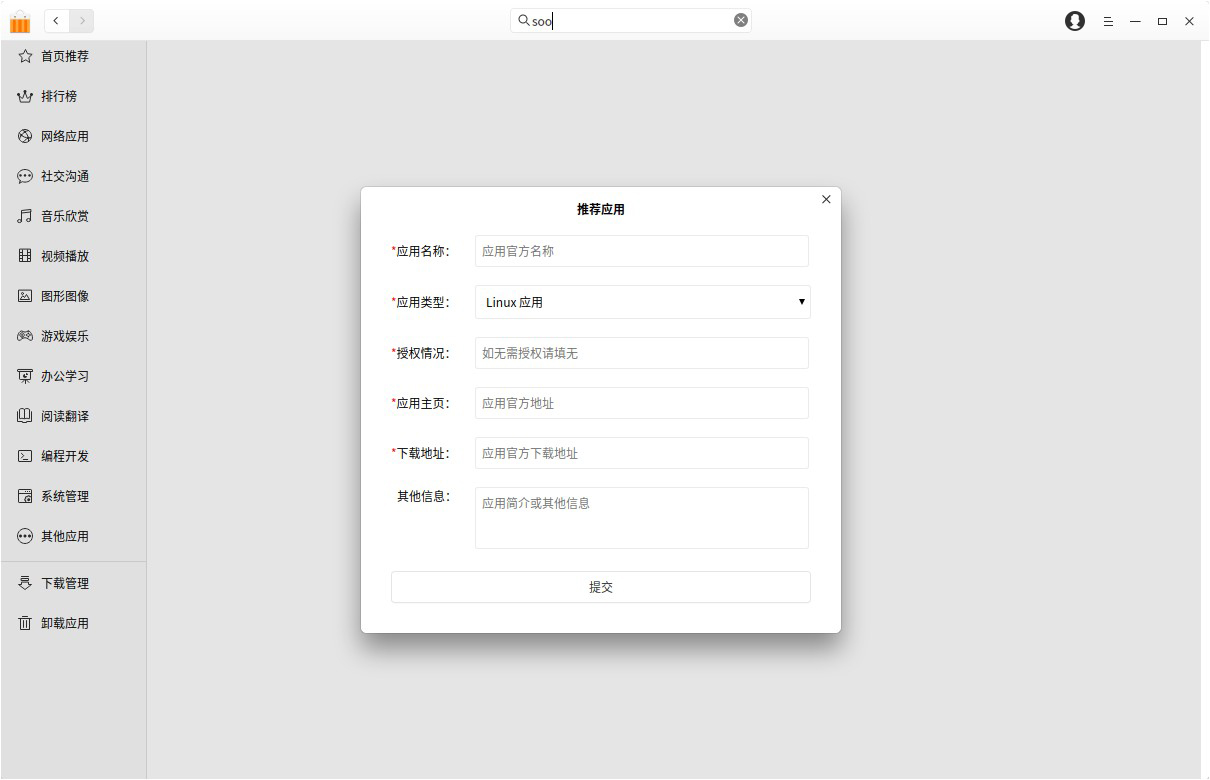 soo
首页推荐
排行榜
网络应用
社交沟通
音乐欣赏
视频播放
图形图像
游戏娱乐
办公学习
阅读翻译
编程开发
系统管理
其他应用
下载管理
卸载应用
推荐应用
*应用名称： 应用官方名称
*应用类型： Linux 应用
*授权情况： 如无需授权请填无
*应用主页： 应用官方地址
*下载地址： 应用官方下载地址
其他信息： 应用简介或其他信息
提交